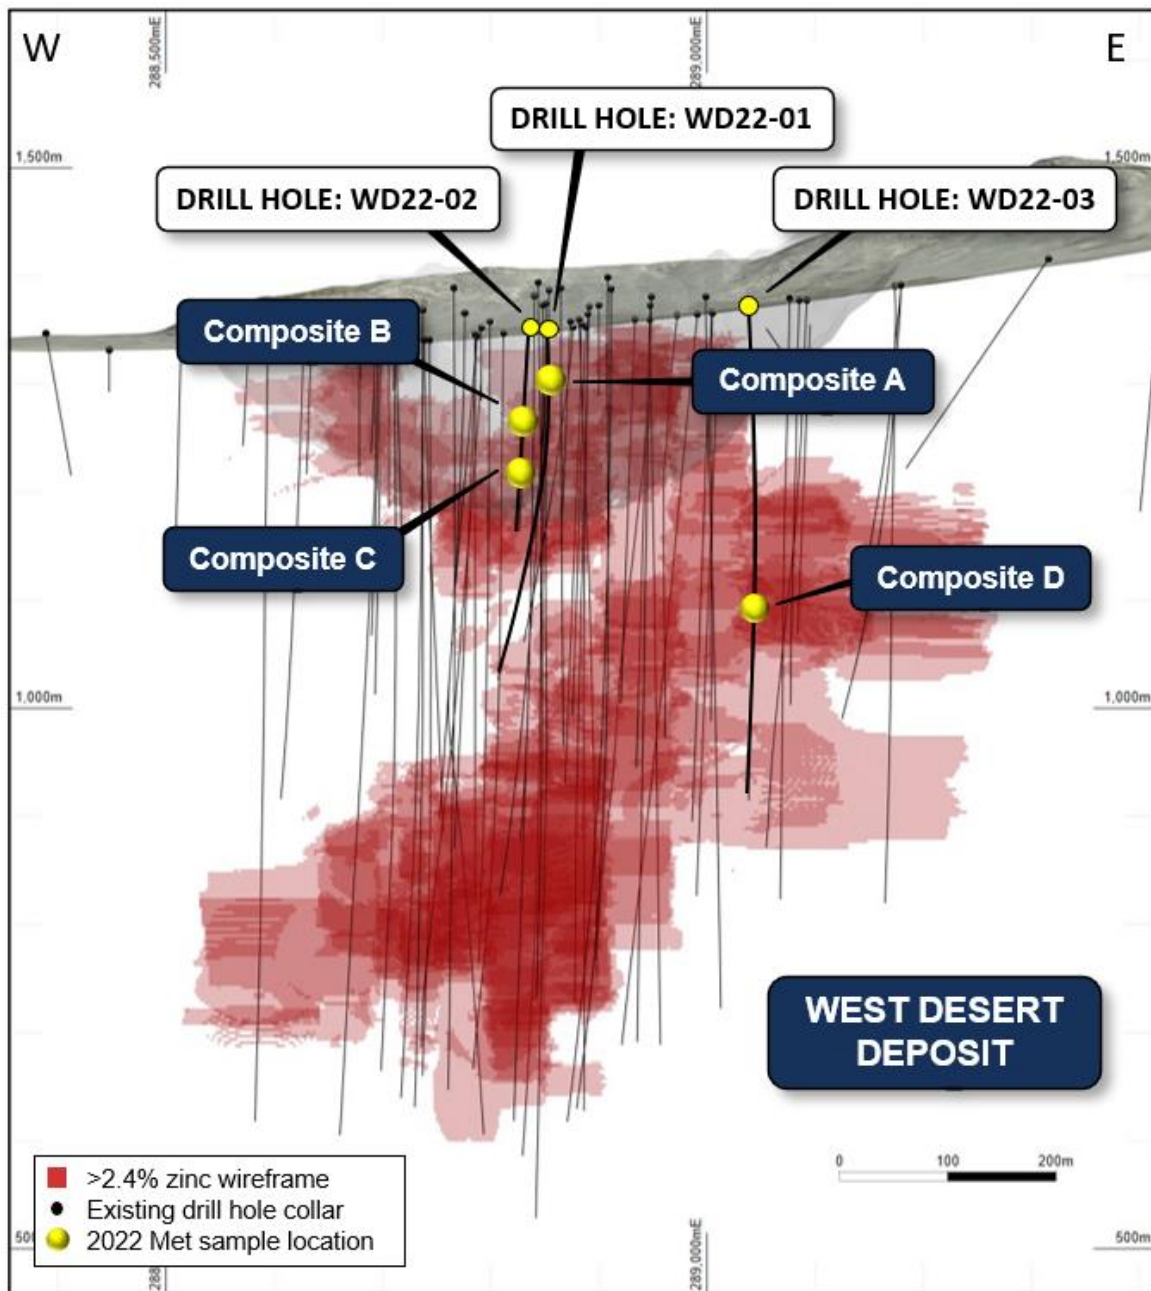 W
E
288,500mE
289,000mE
DRILL HOLE: WD22-01
1,500m
1,500m
DRILL HOLE: WD22-02
DRILL HOLE: WD22-03
Composite B
Composite A
Composite C
Composite D
1,000m
1,000m
WEST DESERT
DEPOSIT
0 100 200m
>2.4% zinc wireframe
Existing drill hole collar
2022 Met sample location
500m
289,000mE